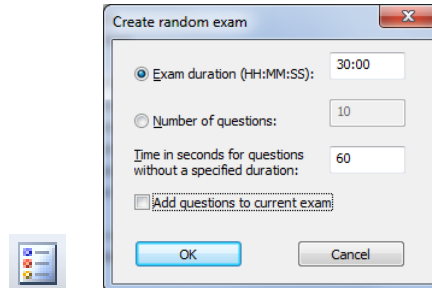 Create random exam
Exam duration (HH:MM:SS):
30:00
Number of questions:
10
Time in seconds for questions
without a specified duration:
60
Add questions to current exam
OK
Cancel